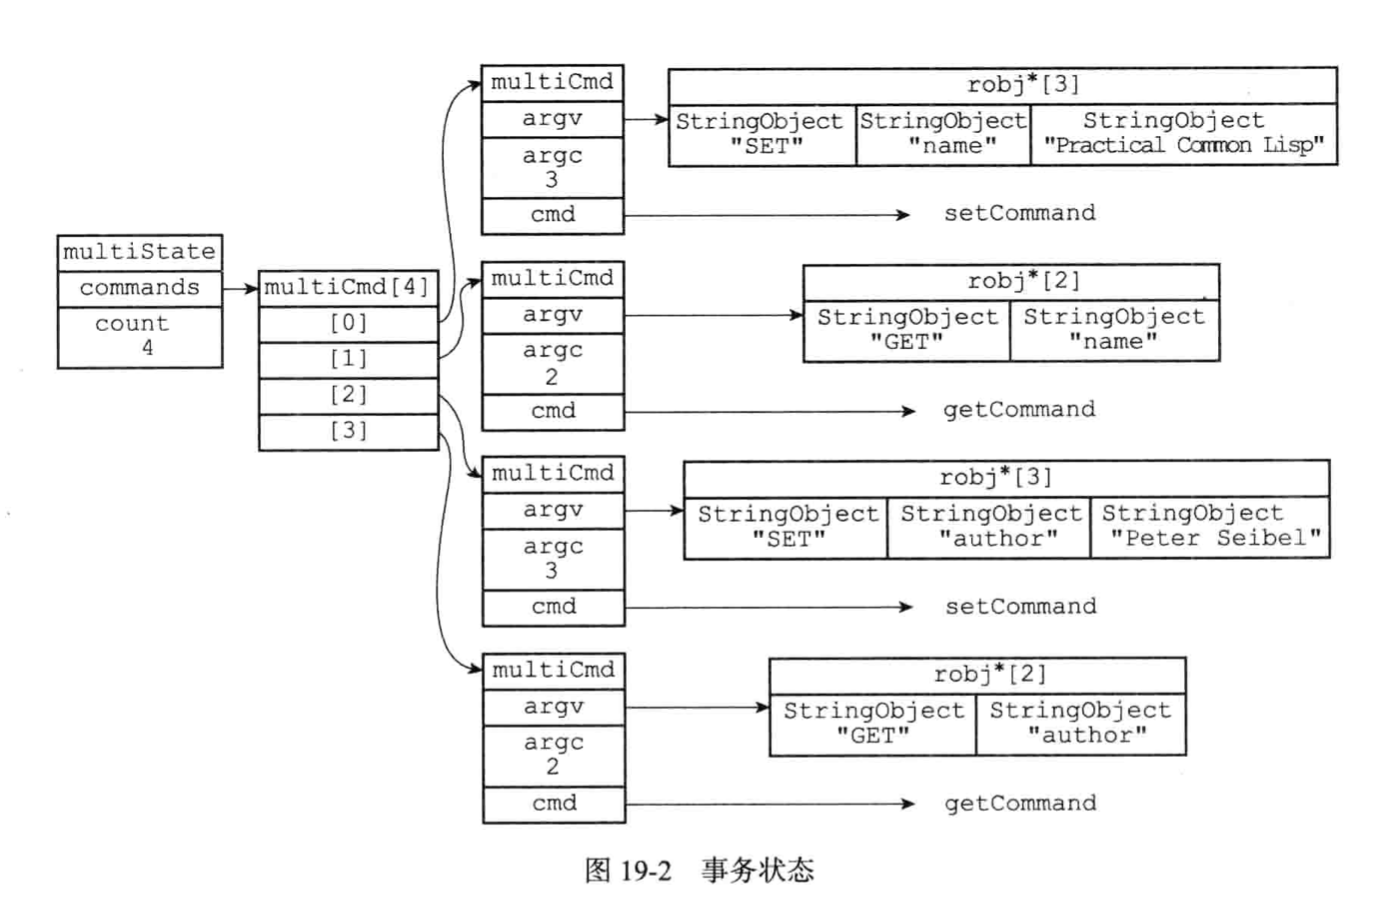 multiState
commands
count
4
multiCmd[4]
[0]
[1]
[2]
[3]
multiCmd
argv
argc
3
cmd
robj*[3]
StringObject
"SET"
StringObject
"name"
StringObject
"Practical Common Lisp"
setCommand
multiCmd
argv
argc
2
cmd
robj*[2]
StringObject
"GET"
StringObject
"name"
getCommand
multiCmd
argv
argc
3
cmd
robj*[3]
StringObject
"SET"
StringObject
"author"
StringObject
"Peter Seibel"
setCommand
multiCmd
argv
argc
2
cmd
robj*[2]
StringObject
"GET"
StringObject
"author"
getCommand
图 19-2 事务状态